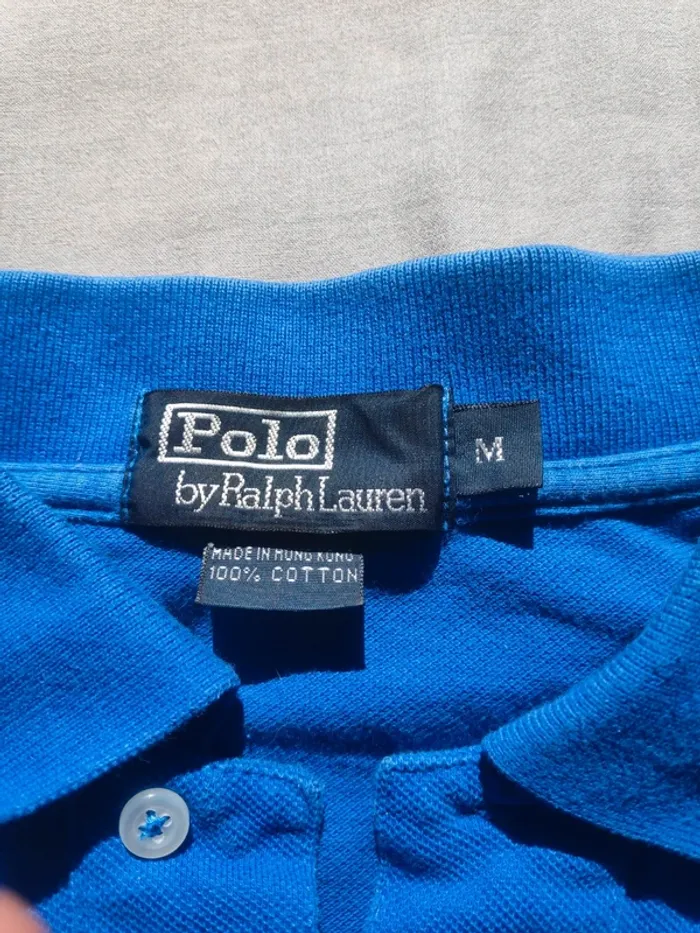 Polo
by Ralph Lauren
M
MADE IN HONG KONG
100% COTTON